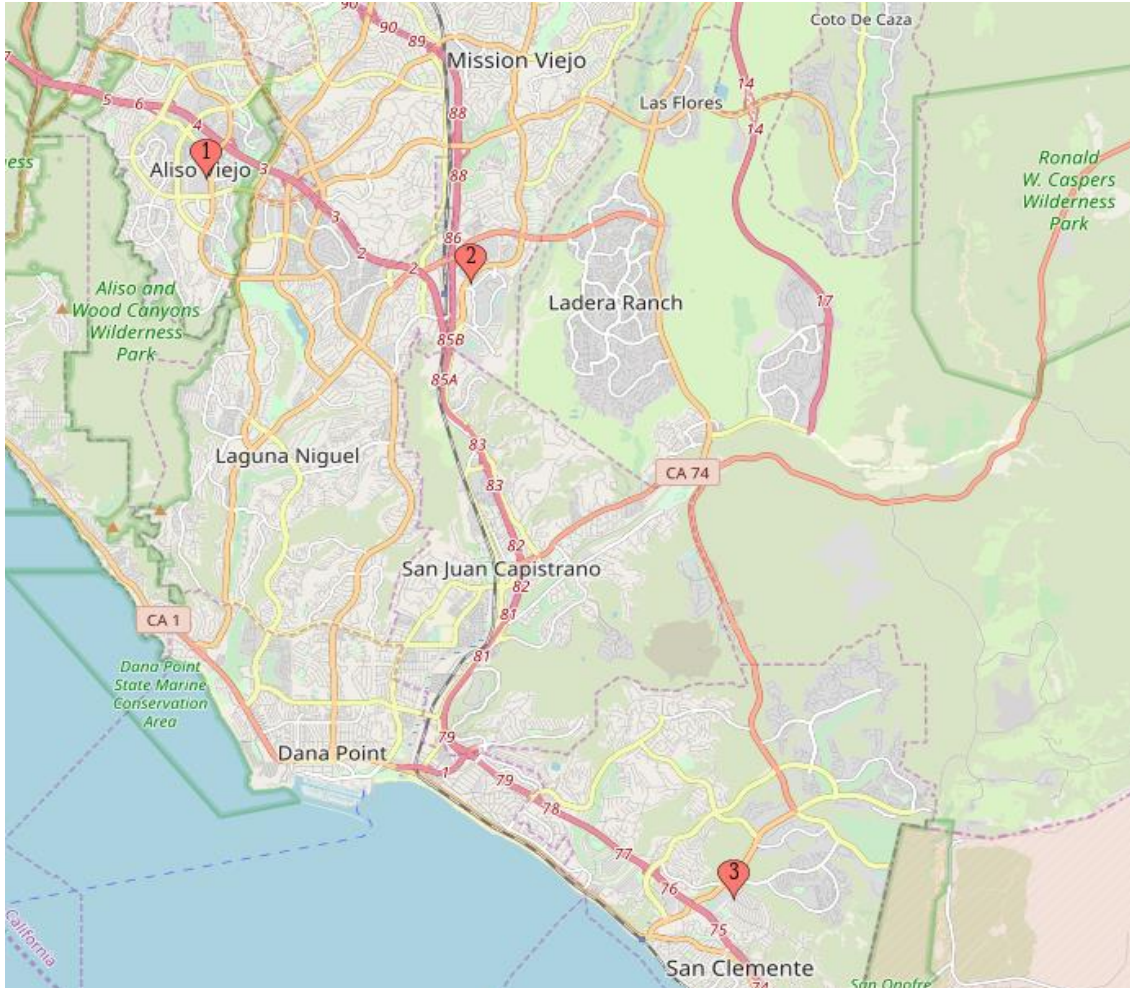 90
Coto De Caza
90
89
Mission Viejo
7
88
14
Las Flores
5
6
4
14
1
Ronald
W. Caspers
Wilderness
Park
Aliso Viejo
3
88
ness
3
86
2
2
2
Aliso and
Wood Canyons
Wilderness
Park
Ladera Ranch
17
85B
85A
83
Laguna Niguel
CA 74
83
82
San Juan Capistrano
82
81
CA 1
81
Dana Point
State Marine
Conservation
Area
79
Dana Point
1
79
78
77
3
76
75
California
San Clemente
74
San Onofre